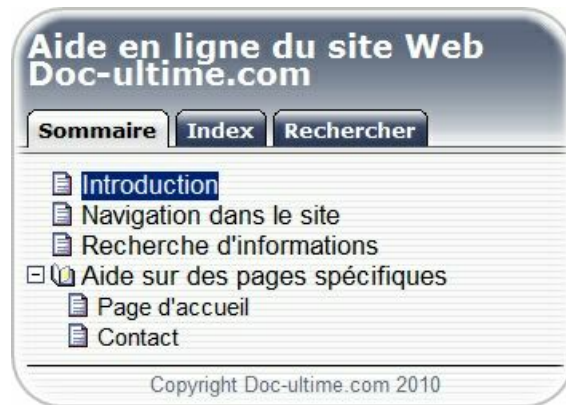 Aide en ligne du site Web
Doc-ultime.com
Sommaire Index Rechercher
Introduction
Navigation dans le site
Recherche d'informations
Aide sur des pages spécifiques
Page d'accueil
Contact
Copyright Doc-ultime.com 2010